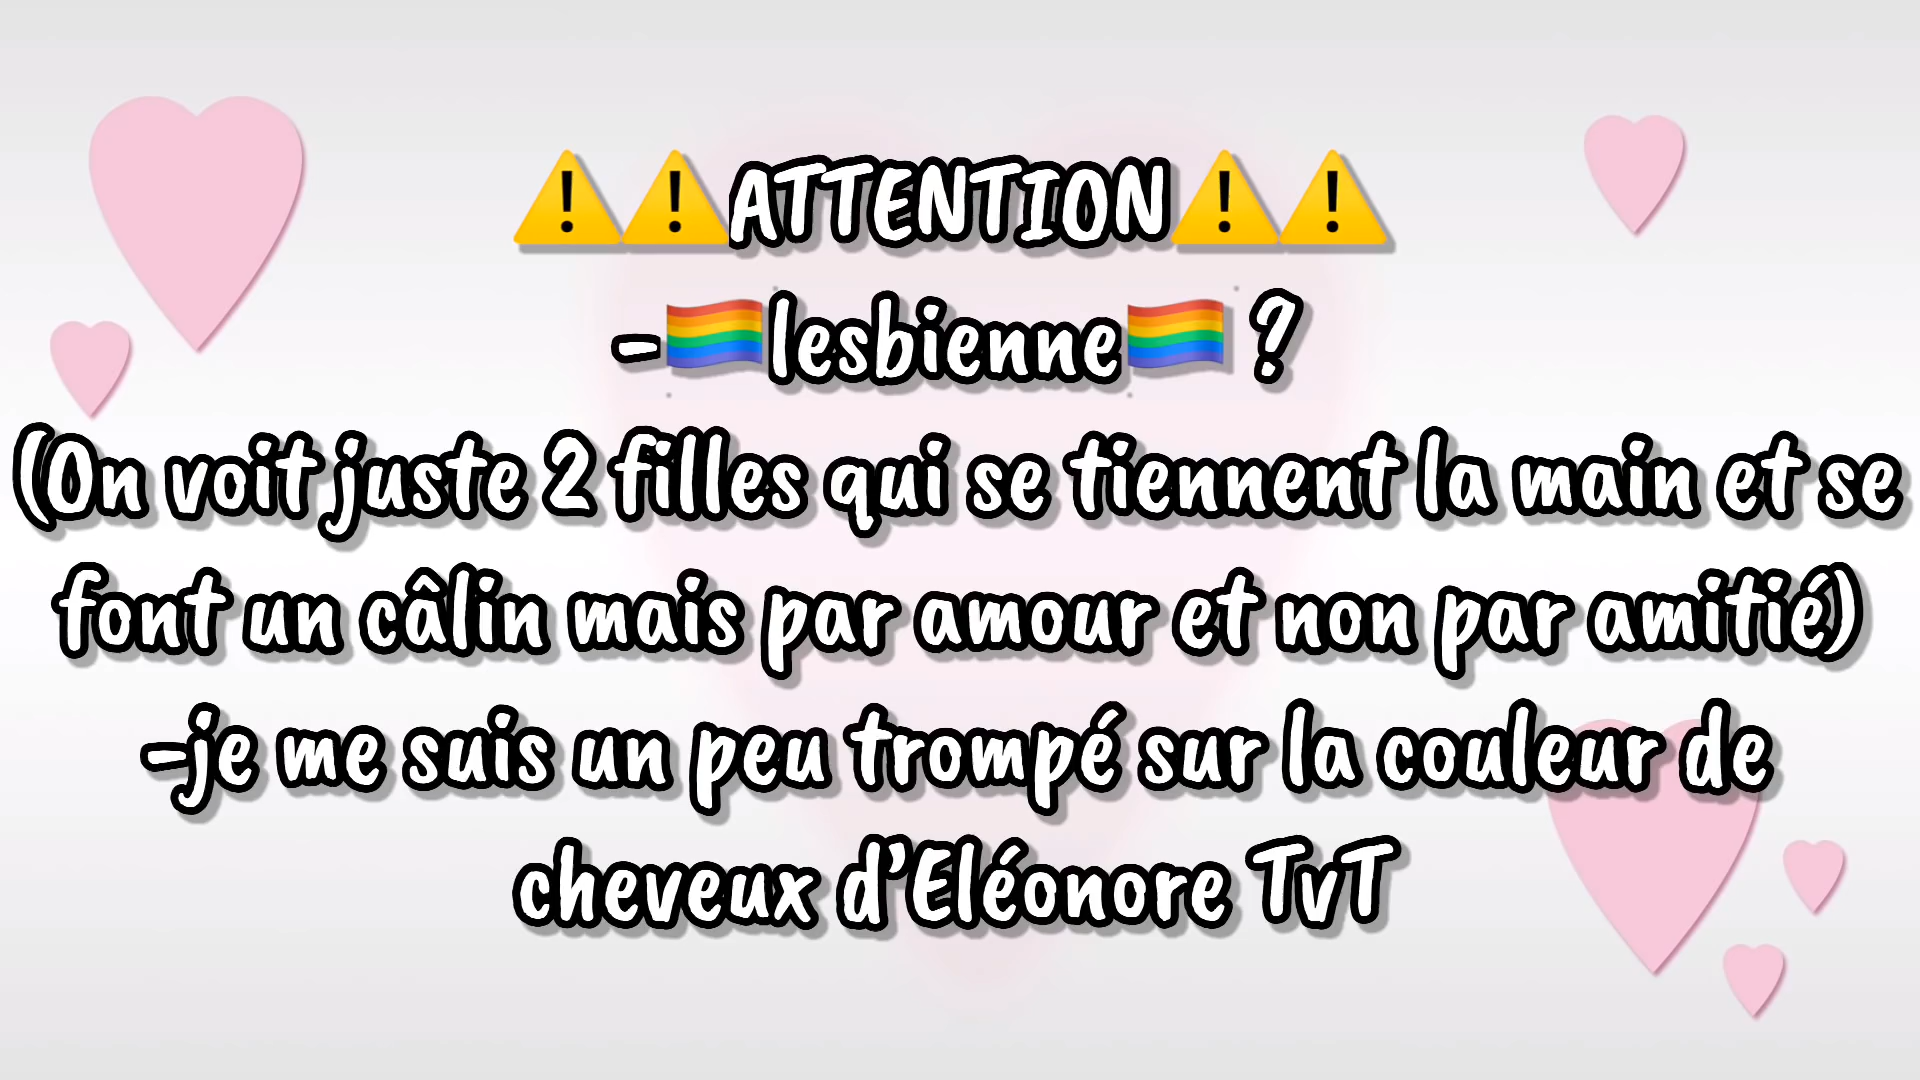 ⚠️⚠️ATTENTION⚠️⚠️
-🏳️‍🌈lesbienne🏳️‍🌈 ?
(On voit juste 2 filles qui se tiennent la main et se
font un câlin mais par amour et non par amitié)
-je me suis un peu trompé sur la couleur de
cheveux d'Eléonore TvT